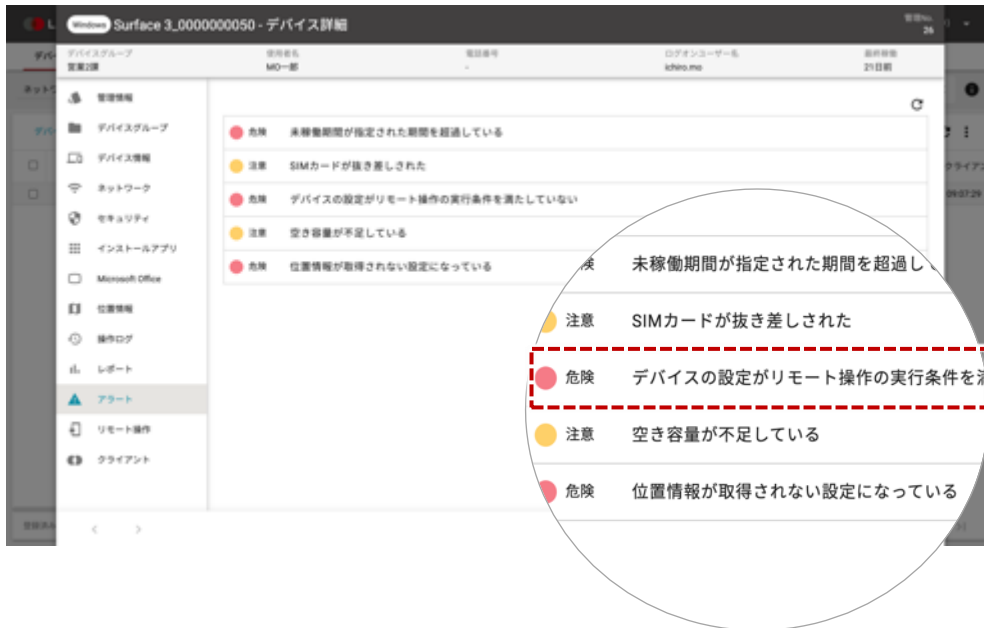 Windows Surface 3_0000000050 - デバイス詳細
管理No.
26
デバイスグループ
営業2課
使用者名
MO一郎
電話番号
-
ログオンユーザー名
ichiro.mo
最終稼働
21日前
管理情報
デバイスグループ
デバイス情報
ネットワーク
セキュリティ
インストールアプリ
Microsoft Office
位置情報
操作ログ
レポート
アラート
リモート操作
クライアント
危険 未稼働期間が指定された期間を超過している
注意 SIMカードが抜き差しされた
危険 デバイスの設定がリモート操作の実行条件を満たしていない
注意 空き容量が不足している
危険 位置情報が取得されない設定になっている
未稼働期間が指定された期間を超過し
注意 SIMカードが抜き差しされた
危険 デバイスの設定がリモート操作の実行条件を
注意 空き容量が不足している
危険 位置情報が取得されない設定になっている
09:57:29